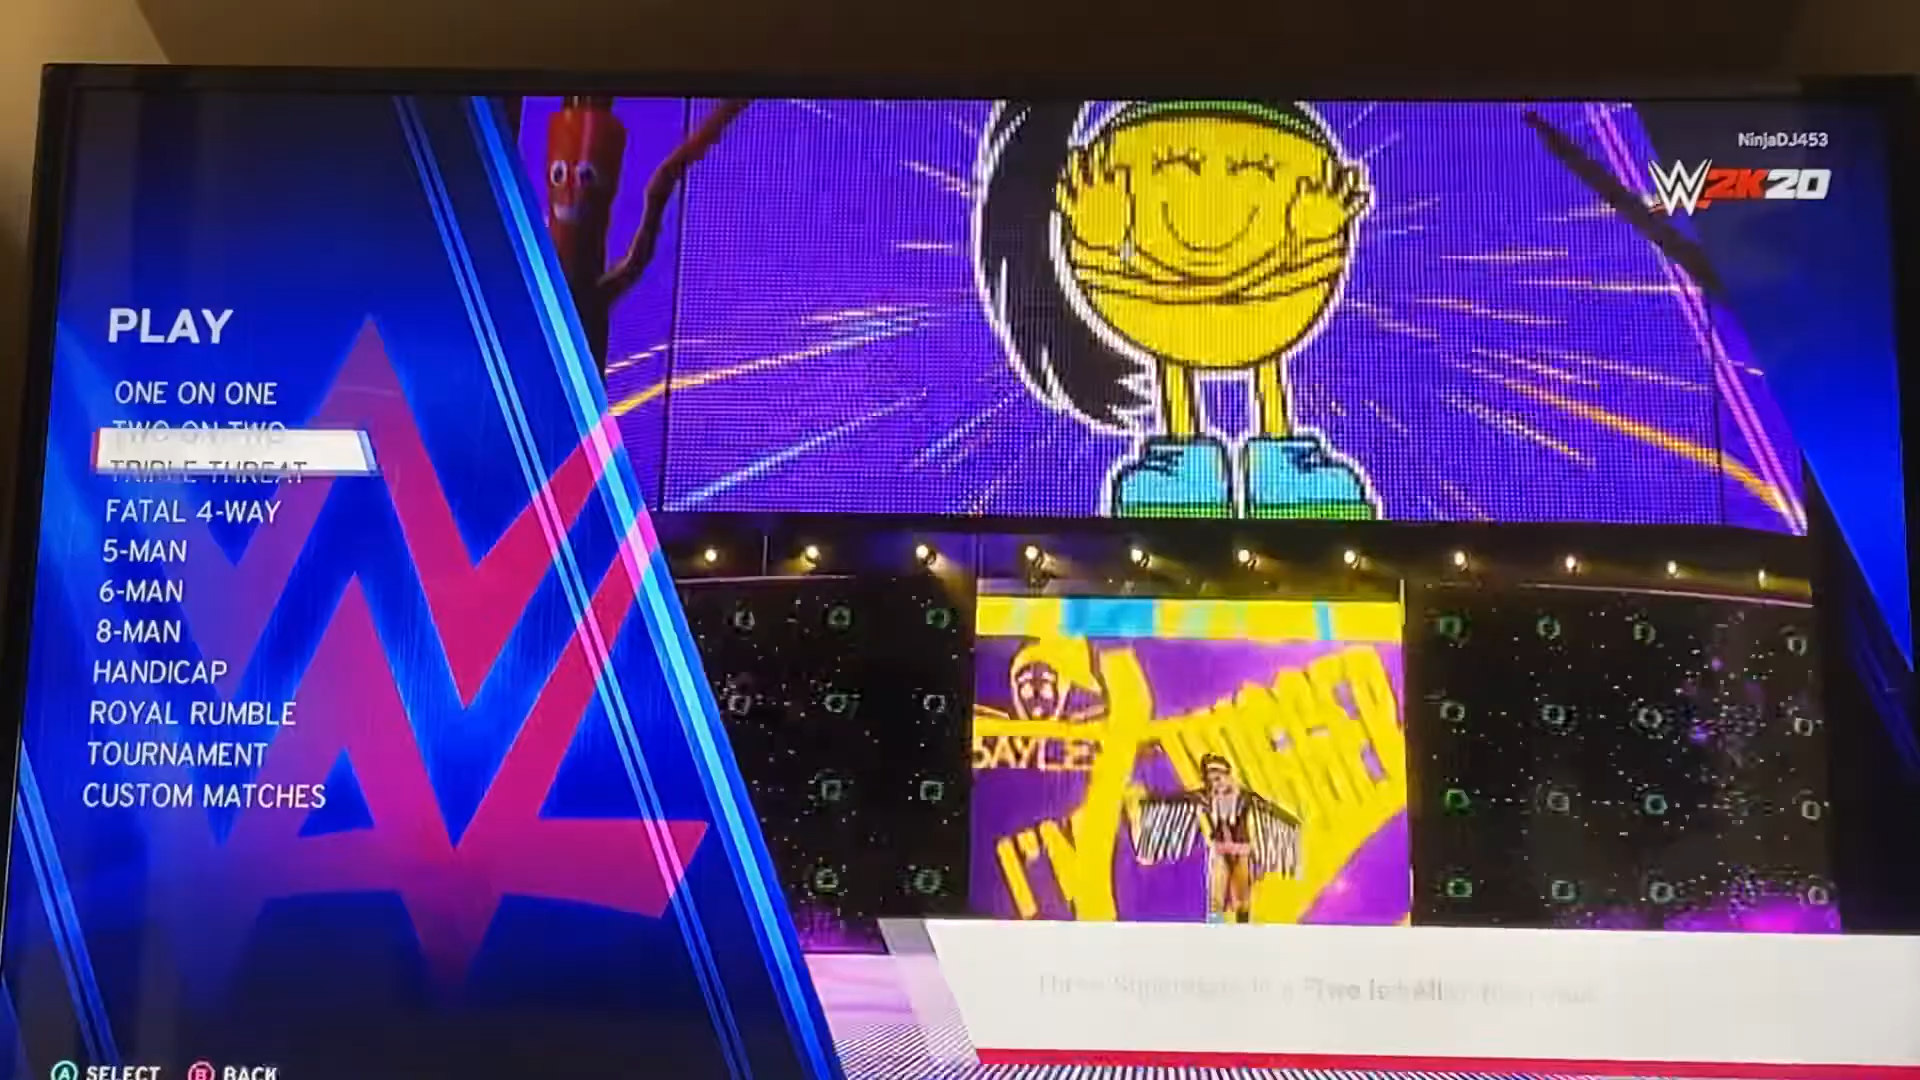 NinjaDJ453
W2K20
PLAY
ONE ON ONE
TWO ON TWO
TRIPLE THREAT
FATAL 4-WAY
5-MAN
6-MAN
8-MAN
HANDICAP
ROYAL RUMBLE
TOURNAMENT
CUSTOM MATCHES
BAYLEY
I'M
HUGGER
A SELECT B BACK